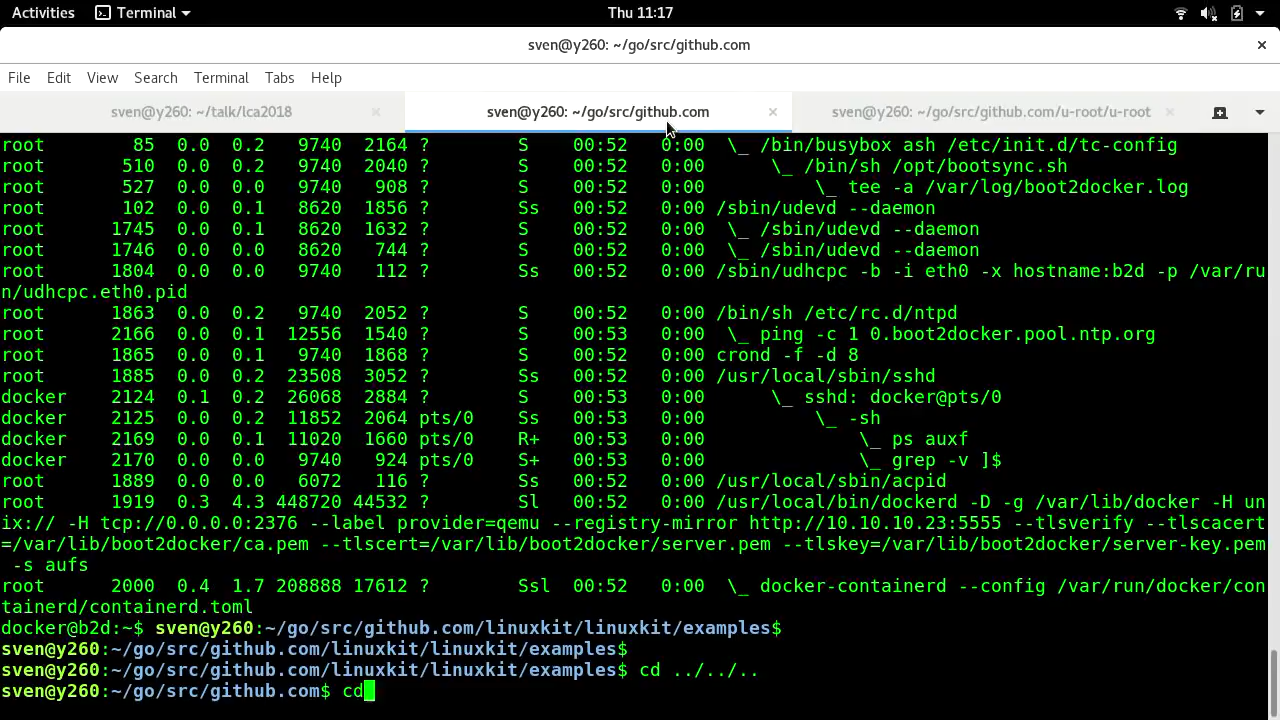 Activities Terminal Thu 11:17
sven@y260: ~/go/src/github.com
File Edit View Search Terminal Tabs Help
sven@y260: ~/talk/lca2018 sven@y260: ~/go/src/github.com sven@y260: ~/go/src/github.com/u-root/u-root
root 85 0.0 0.2 9740 2164 ? S 00:52 0:00 \_ /bin/busybox ash /etc/init.d/tc-config
root 510 0.0 0.2 9740 2040 ? S 00:52 0:00 \_ /bin/sh /opt/bootsync.sh
root 527 0.0 0.0 9740 908 ? S 00:52 0:00 \_ tee -a /var/log/boot2docker.log
root 102 0.0 0.1 8620 1856 ? Ss 00:52 0:00 /sbin/udevd --daemon
root 1745 0.0 0.1 8620 1632 ? S 00:52 0:00 \_ /sbin/udevd --daemon
root 1746 0.0 0.0 8620 744 ? S 00:52 0:00 \_ /sbin/udevd --daemon
root 1804 0.0 0.0 9740 112 ? Ss 00:52 0:00 /sbin/udhcpc -b -i eth0 -x hostname:b2d -p /var/ru
n/udhcpc.eth0.pid
root 1863 0.0 0.2 9740 2052 ? S 00:52 0:00 /bin/sh /etc/rc.d/ntpd
root 2166 0.0 0.1 12556 1540 ? S 00:53 0:00 \_ ping -c 1 0.boot2docker.pool.ntp.org
root 1865 0.0 0.1 9740 1868 ? S 00:52 0:00 crond -f -d 8
root 1885 0.0 0.2 23508 3052 ? Ss 00:52 0:00 /usr/local/sbin/sshd
docker 2124 0.1 0.2 26068 2884 ? S 00:53 0:00 \_ sshd: docker@pts/0
docker 2125 0.0 0.2 11852 2064 pts/0 Ss 00:53 0:00 \_ -sh
docker 2169 0.0 0.1 11020 1660 pts/0 R+ 00:53 0:00 \_ ps auxf
docker 2170 0.0 0.0 9740 924 pts/0 S+ 00:53 0:00 \_ grep -v ]$
root 1889 0.0 0.0 6072 116 ? Ss 00:52 0:00 /usr/local/sbin/acpid
root 1919 0.3 4.3 448720 44532 ? Sl 00:52 0:00 /usr/local/bin/dockerd -D -g /var/lib/docker -H un
ix:// -H tcp://0.0.0.0:2376 --label provider=qemu --registry-mirror http://10.10.10.23:5555 --tlsverify --tlscacert
=/var/lib/boot2docker/ca.pem --tlscert=/var/lib/boot2docker/server.pem --tlskey=/var/lib/boot2docker/server-key.pem
-s aufs
root 2000 0.4 1.7 208888 17612 ? Ssl 00:52 0:00 \_ docker-containerd --config /var/run/docker/con
tainerd/containerd.toml
docker@b2d:~$ sven@y260:~/go/src/github.com/linuxkit/linuxkit/examples$
sven@y260:~/go/src/github.com/linuxkit/linuxkit/examples$
sven@y260:~/go/src/github.com/linuxkit/linuxkit/examples$ cd ../../..
sven@y260:~/go/src/github.com$ cd